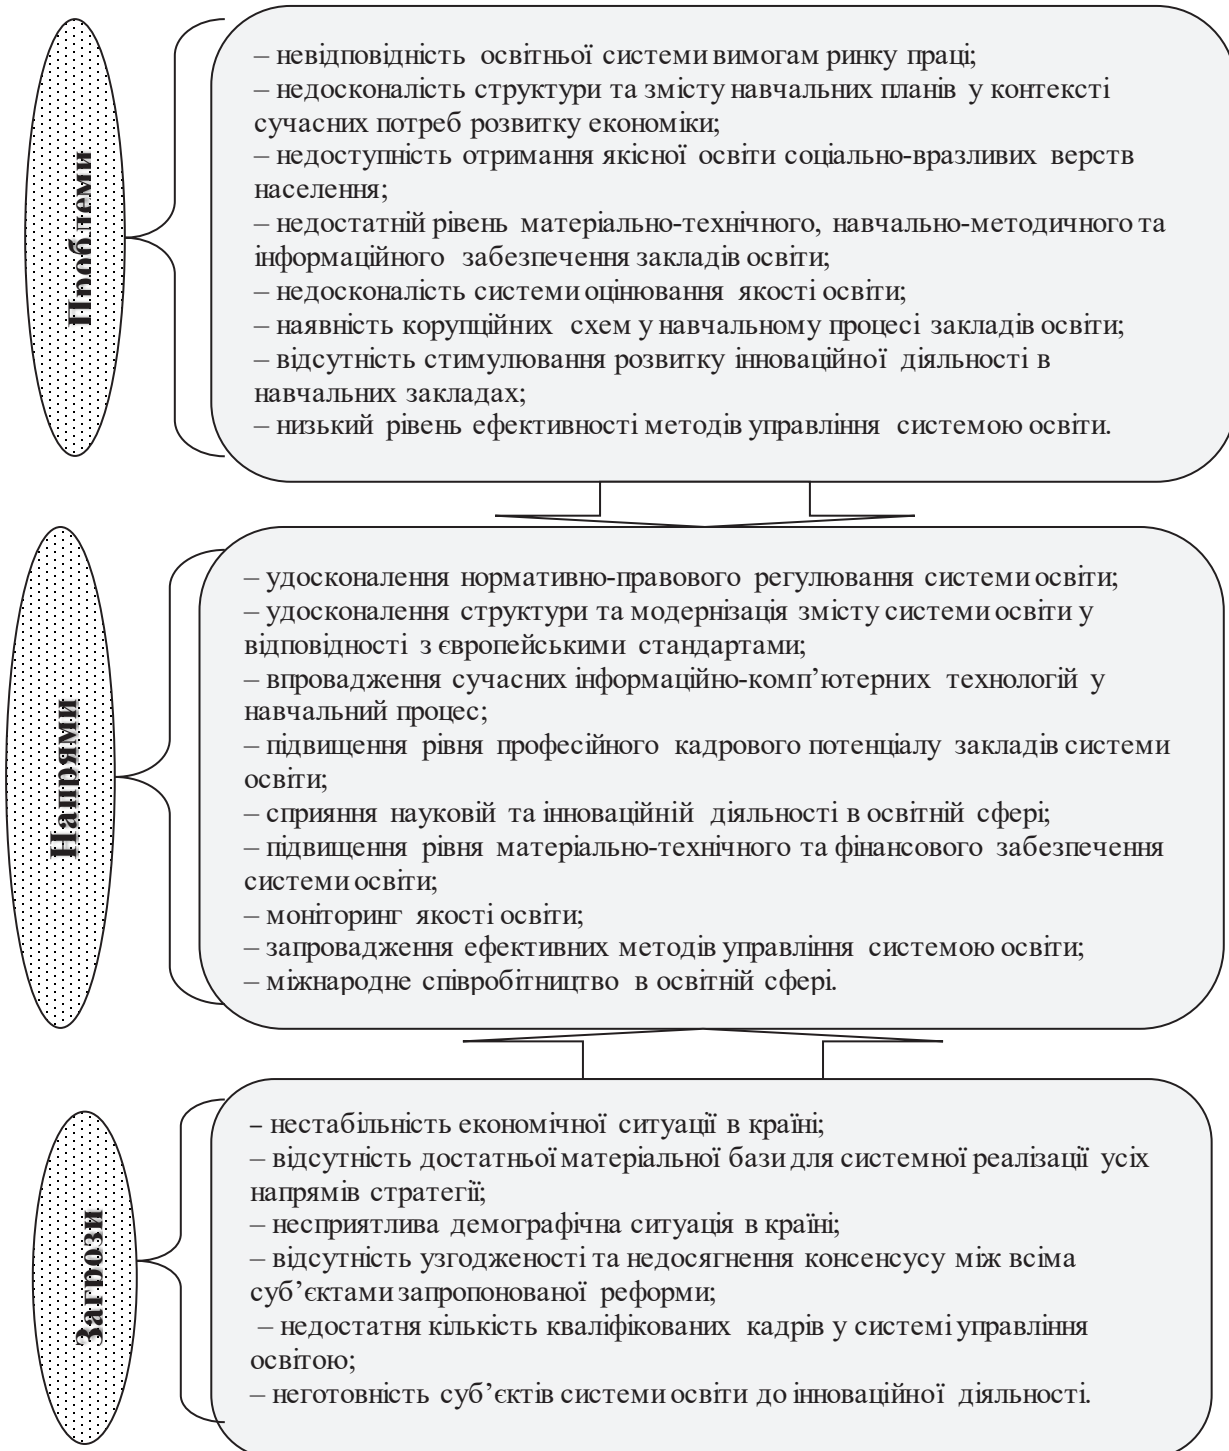 Проблеми
– невідповідність освітньої системи вимогам ринку праці;
– недосконалість структури та змісту навчальних планів у контексті
сучасних потреб розвитку економіки;
– недоступність отримання якісної освіти соціально-вразливих верств
населення;
– недостатній рівень матеріально-технічного, навчально-методичного та
інформаційного забезпечення закладів освіти;
– недосконалість системи оцінювання якості освіти;
– наявність корупційних схем у навчальному процесі закладів освіти;
– відсутність стимулювання розвитку інноваційної діяльності в
навчальних закладах;
– низький рівень ефективності методів управління системою освіти.
Напрями
– удосконалення нормативно-правового регулювання системи освіти;
– удосконалення структури та модернізація змісту системи освіти у
відповідності з європейськими стандартами;
– впровадження сучасних інформаційно-комп’ютерних технологій у
навчальний процес;
– підвищення рівня професійного кадрового потенціалу закладів системи
освіти;
– сприяння науковій та інноваційній діяльності в освітній сфері;
– підвищення рівня матеріально-технічного та фінансового забезпечення
системи освіти;
– моніторинг якості освіти;
– запровадження ефективних методів управління системою освіти;
– міжнародне співробітництво в освітній сфері.
Загрози
– нестабільність економічної ситуації в країні;
– відсутність достатньої матеріальної бази для системної реалізації усіх
напрямів стратегії;
– несприятлива демографічна ситуація в країні;
– відсутність узгодженості та недосягнення консенсусу між всіма
суб’єктами запропонованої реформи;
– недостатня кількість кваліфікованих кадрів у системі управління
освітою;
– неготовність суб’єктів системи освіти до інноваційної діяльності.